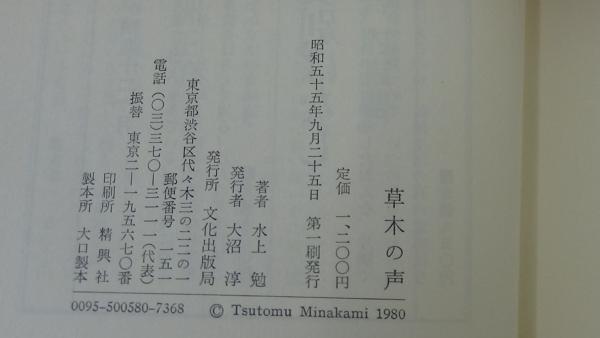 草木の声
定価 一、二〇〇円
昭和五十五年九月二十五日 第一刷発行
著者 水上 勉
発行者 大沼 淳
発行所 文化出版局
東京都渋谷区代々木三の二二の一
郵便番号 一五一
電話 (〇三)三七〇―三一一一(代表)
振替 東京二―一九五六七〇番
印刷所 精興社
製本所 大口製本
0095-500580-7368
© Tsutomu Minakami 1980